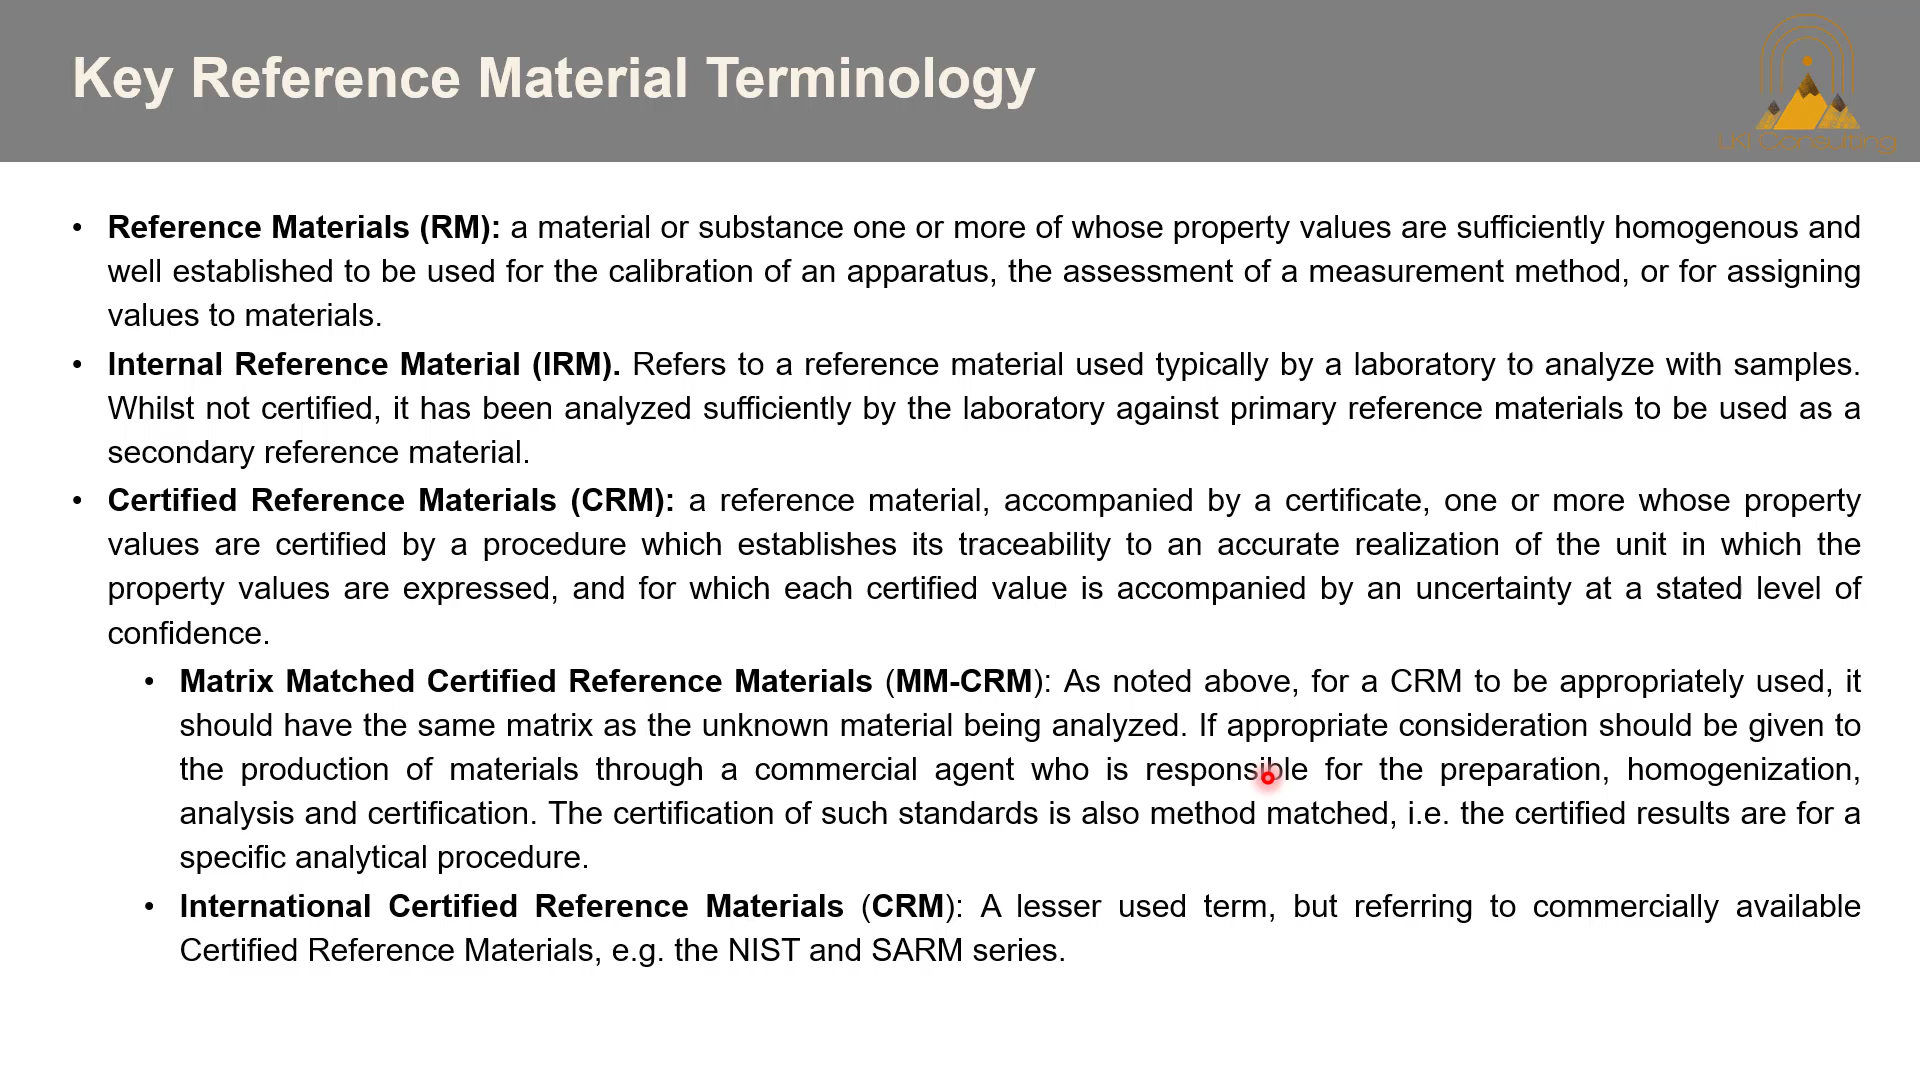 Key Reference Material Terminology
LKI Consulting
• Reference Materials (RM): a material or substance one or more of whose property values are sufficiently homogenous and
well established to be used for the calibration of an apparatus, the assessment of a measurement method, or for assigning
values to materials.
• Internal Reference Material (IRM). Refers to a reference material used typically by a laboratory to analyze with samples.
Whilst not certified, it has been analyzed sufficiently by the laboratory against primary reference materials to be used as a
secondary reference material.
• Certified Reference Materials (CRM): a reference material, accompanied by a certificate, one or more whose property
values are certified by a procedure which establishes its traceability to an accurate realization of the unit in which the
property values are expressed, and for which each certified value is accompanied by an uncertainty at a stated level of
confidence.
• Matrix Matched Certified Reference Materials (MM-CRM): As noted above, for a CRM to be appropriately used, it
should have the same matrix as the unknown material being analyzed. If appropriate consideration should be given to
the production of materials through a commercial agent who is responsible for the preparation, homogenization,
analysis and certification. The certification of such standards is also method matched, i.e. the certified results are for a
specific analytical procedure.
• International Certified Reference Materials (CRM): A lesser used term, but referring to commercially available
Certified Reference Materials, e.g. the NIST and SARM series.